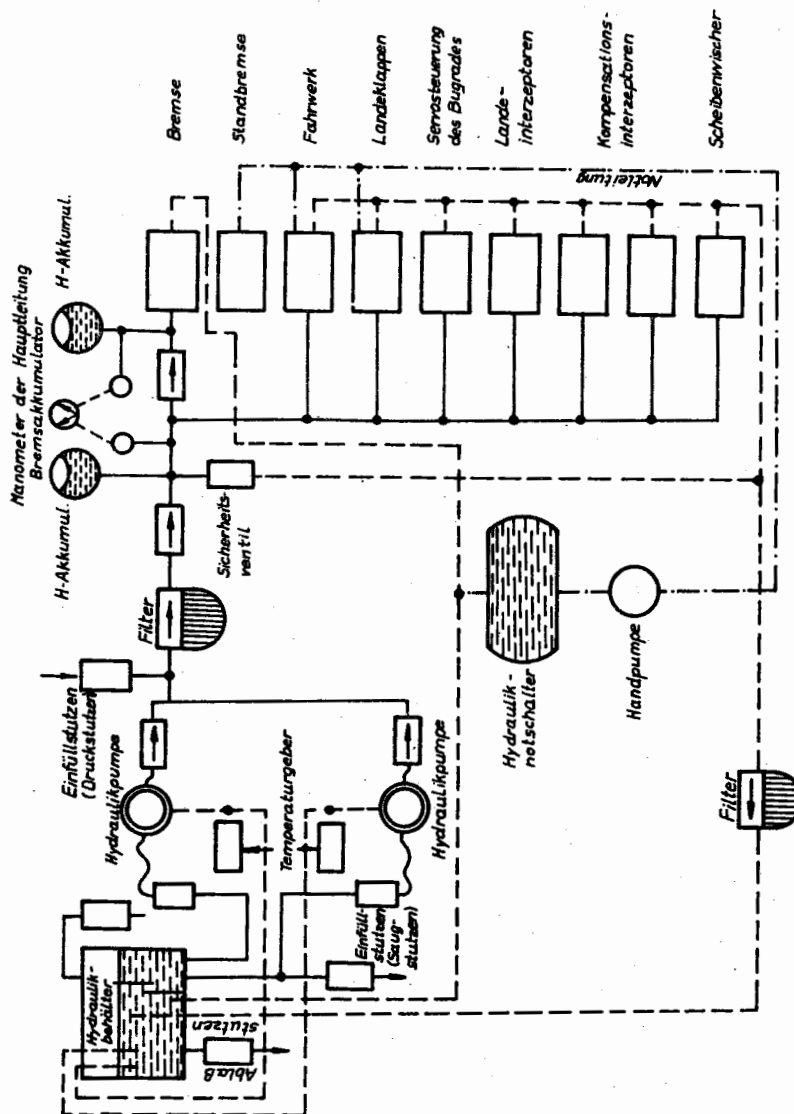 Manometer der Hauptleitung
Bremsakkumulator
H-Akkumul.
H-Akkumul.
Bremse
Standbremse
Fahrwerk
Landeklappen
Servosteuerung
des Bugrades
Lande-
interzeptoren
Kompensations-
interzeptoren
Scheibenwischer
Notleitung
Sicherheits-
ventil
Filter
Einfüllstutzen
(Druckstutzen)
Hydraulikpumpe
Temperaturgeber
Hydraulikpumpe
Hydraulik-
notschalter
Handpumpe
Filter
Hydraulik-
behälter
Einfüll-
stutzen
(Saug-
stutzen)
Ablaß
stutzen